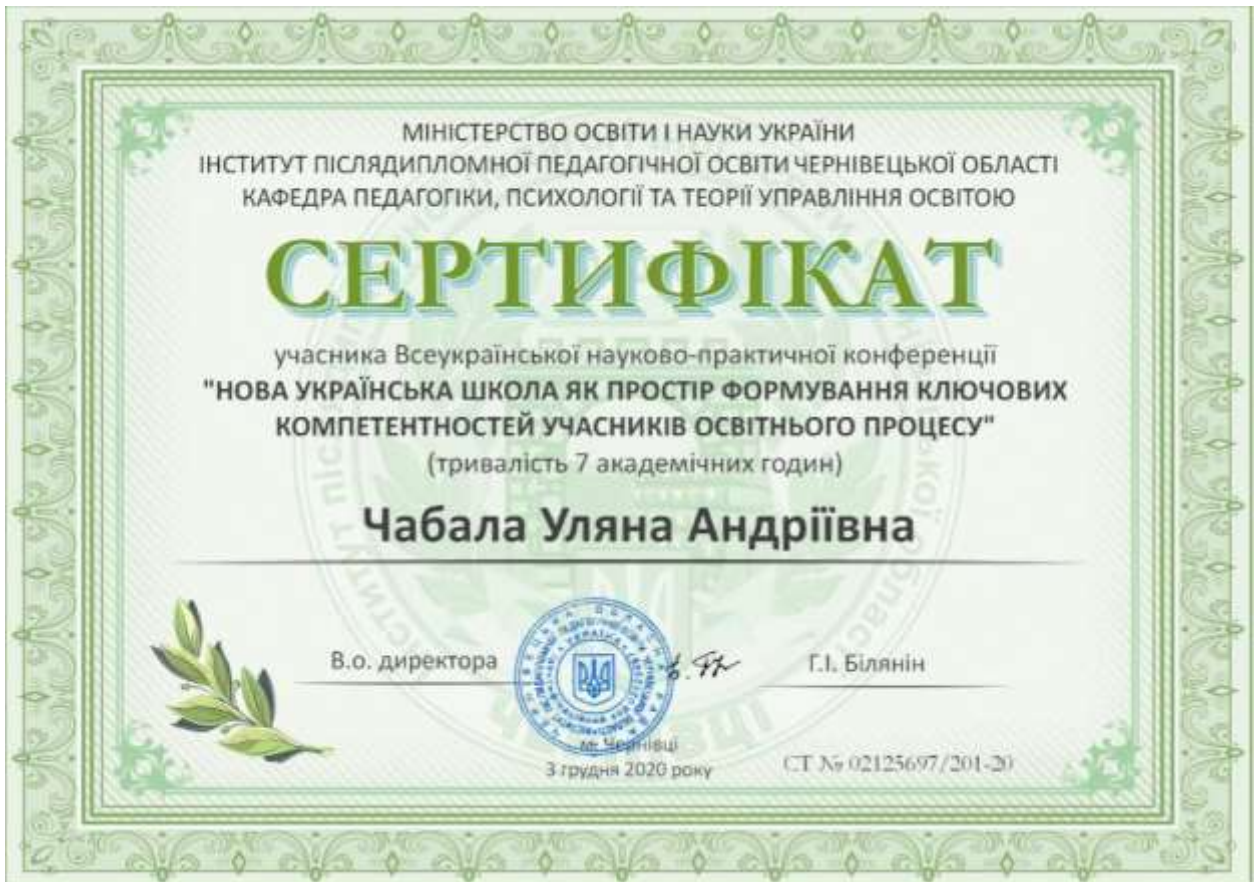 МІНІСТЕРСТВО ОСВІТИ І НАУКИ УКРАЇНИ
ІНСТИТУТ ПІСЛЯДИПЛОМНОЇ ПЕДАГОГІЧНОЇ ОСВІТИ ЧЕРНІВЕЦЬКОЇ ОБЛАСТІ
КАФЕДРА ПЕДАГОГІКИ, ПСИХОЛОГІЇ ТА ТЕОРІЇ УПРАВЛІННЯ ОСВІТОЮ
СЕРТИФІКАТ
учасника Всеукраїнської науково-практичної конференції
"НОВА УКРАЇНСЬКА ШКОЛА ЯК ПРОСТІР ФОРМУВАННЯ КЛЮЧОВИХ
КОМПЕТЕНТНОСТЕЙ УЧАСНИКІВ ОСВІТНЬОГО ПРОЦЕСУ"
(тривалість 7 академічних годин)
Чабала Уляна Андріївна
В.о. директора
Г.І. Білянін
УКРАЇНА
м. Чернівці
3 грудня 2020 року
СТ № 02125697/201-20